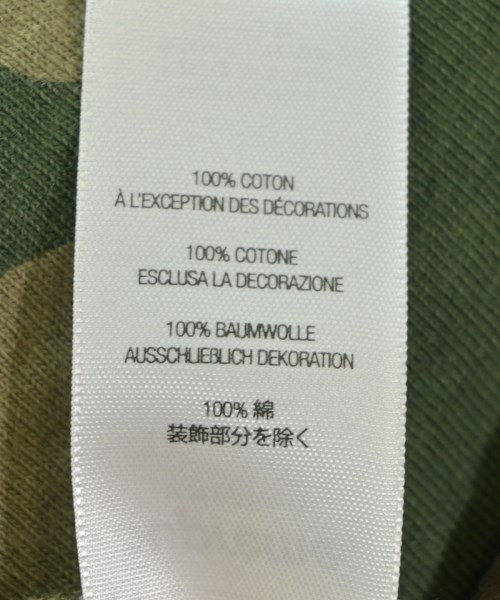 100% COTON
À L'EXCEPTION DES DÉCORATIONS
100% COTONE
ESCLUSA LA DECORAZIONE
100% BAUMWOLLE
AUSSCHLIEBLICH DEKORATION
100% 綿
装飾部分を除く